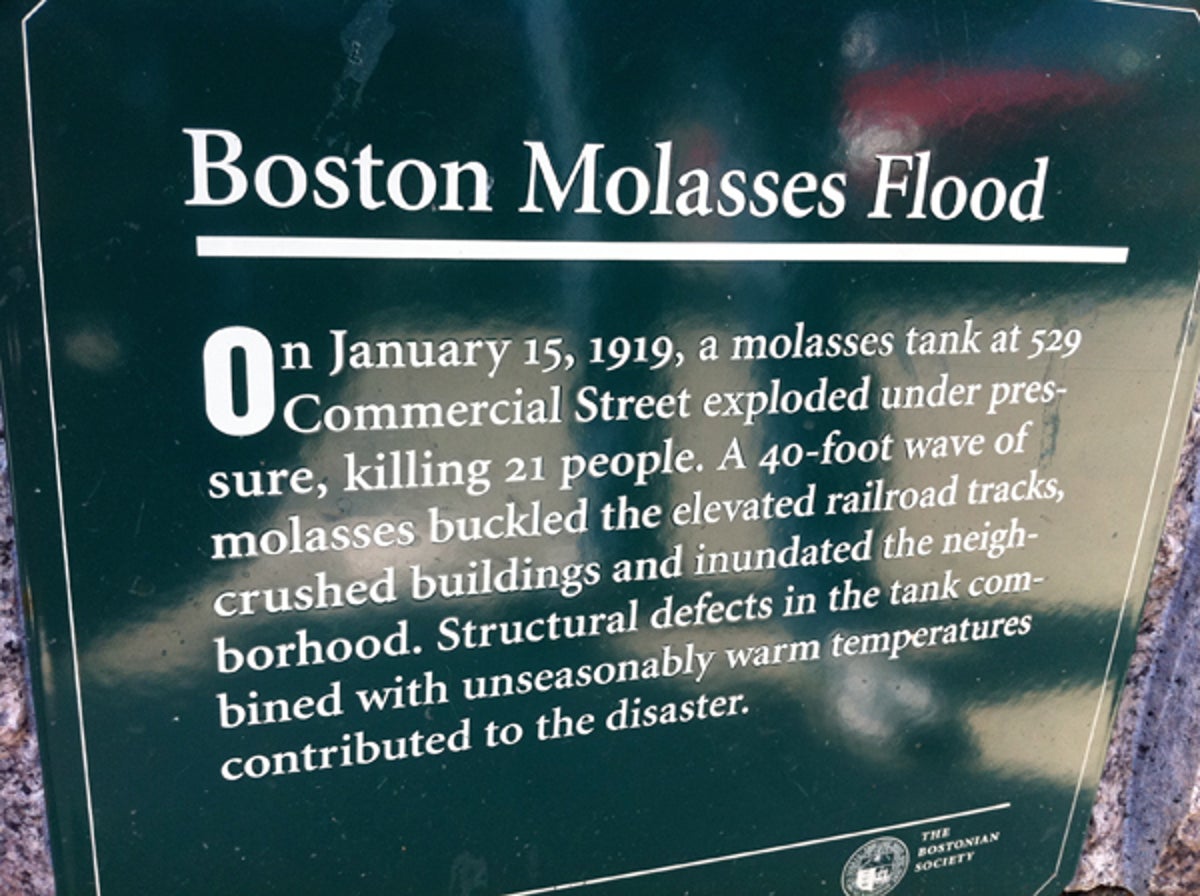 Boston Molasses Flood
On January 15, 1919, a molasses tank at 529
Commercial Street exploded under pres-
sure, killing 21 people. A 40-foot wave of
molasses buckled the elevated railroad tracks,
crushed buildings and inundated the neigh-
borhood. Structural defects in the tank com-
bined with unseasonably warm temperatures
contributed to the disaster.
THE
BOSTONIAN
SOCIETY